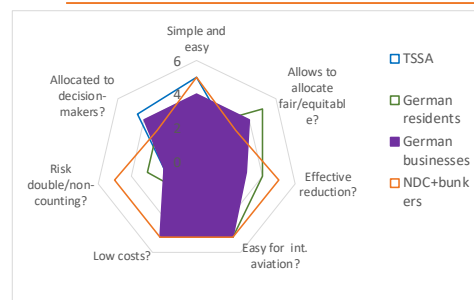 Simple and
easy
6
4
2
0
Allows to
allocate
fair/equitabl
e?
Effective
reduction?
Easy for int.
aviation?
Low costs?
Risk
double/non-
counting?
Allocated to
decision-
makers?
TSSA
German
residents
German
businesses
NDC+bunk
ers